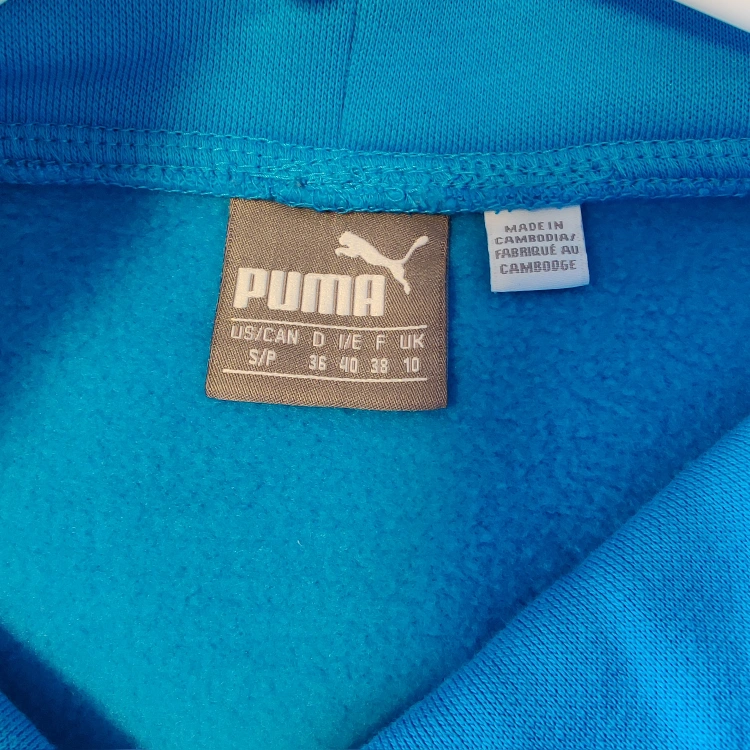 PUMA
US/CAN D I/E F UK
S/P 36 40 38 10
MADE IN
CAMBODIA/
FABRIQUÉ AU
CAMBODGE